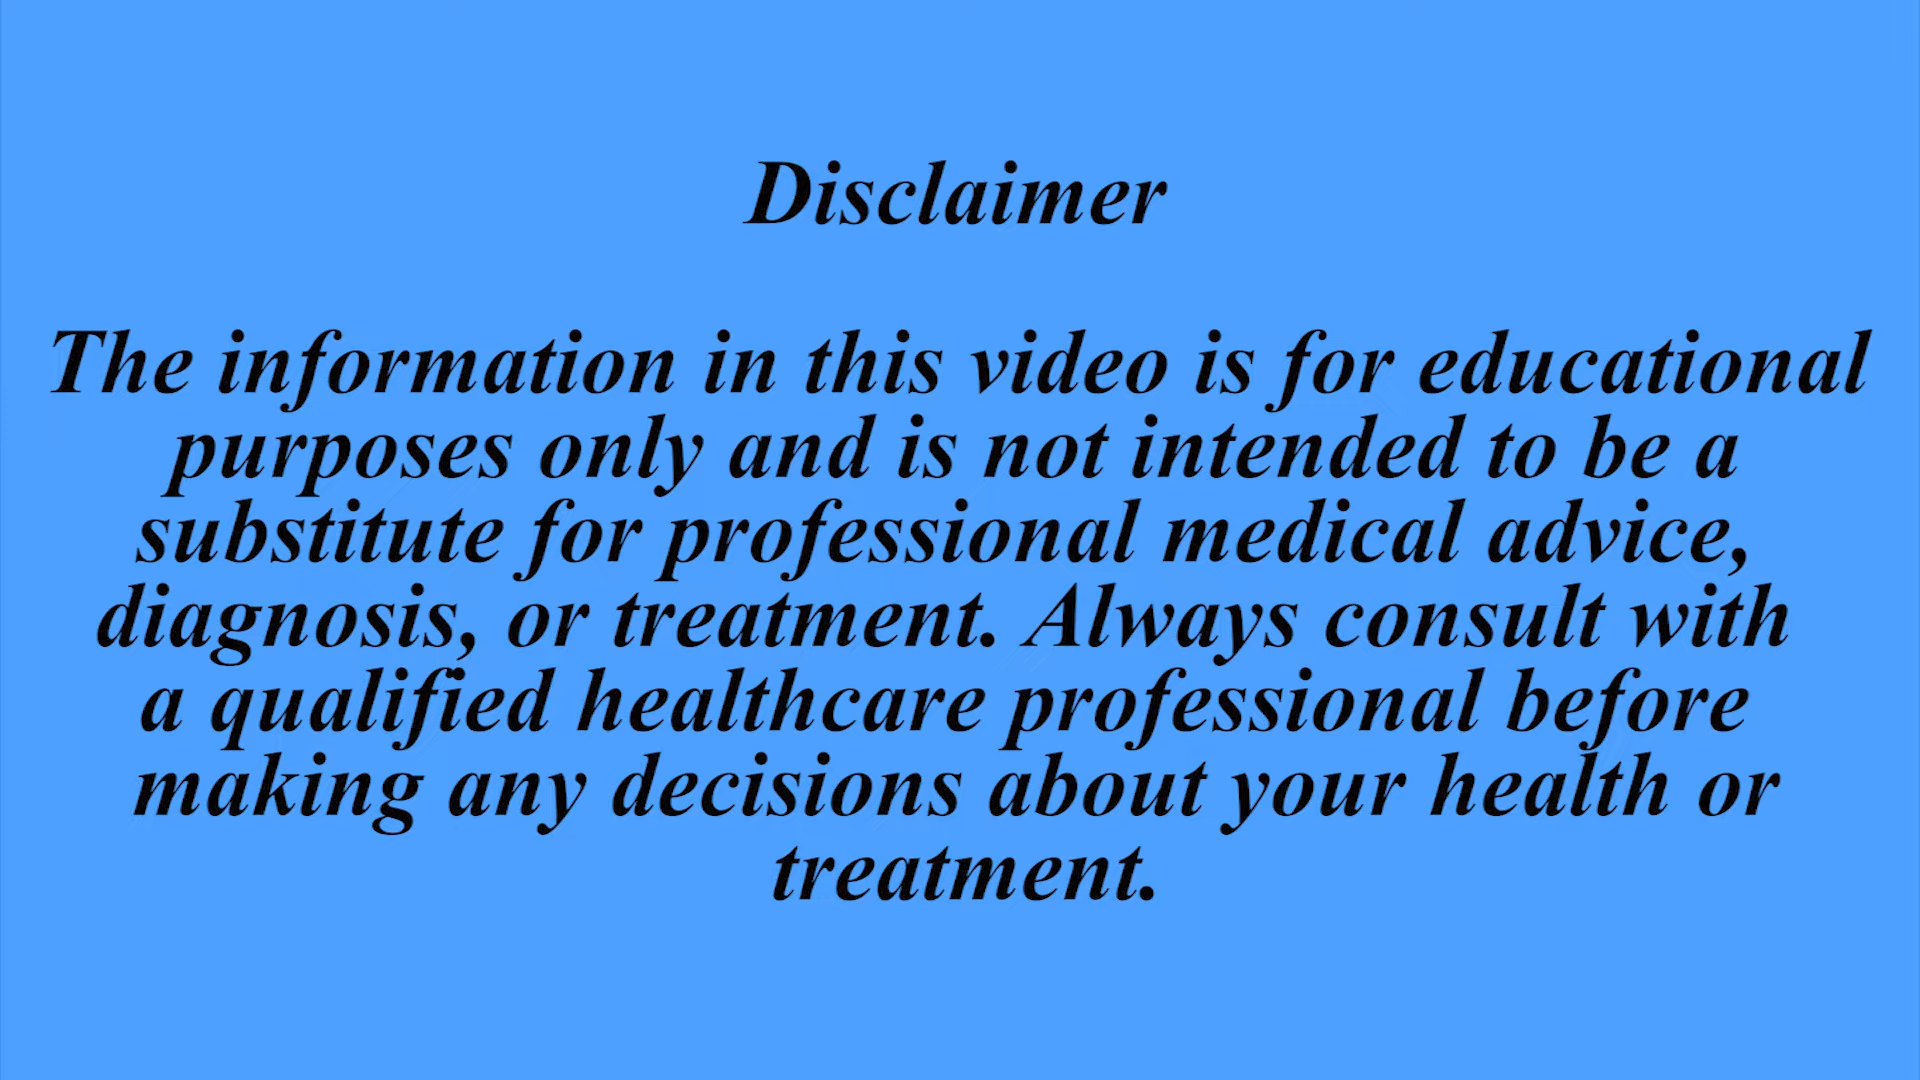 Disclaimer
The information in this video is for educational
purposes only and is not intended to be a
substitute for professional medical advice,
diagnosis, or treatment. Always consult with
a qualified healthcare professional before
making any decisions about your health or
treatment.